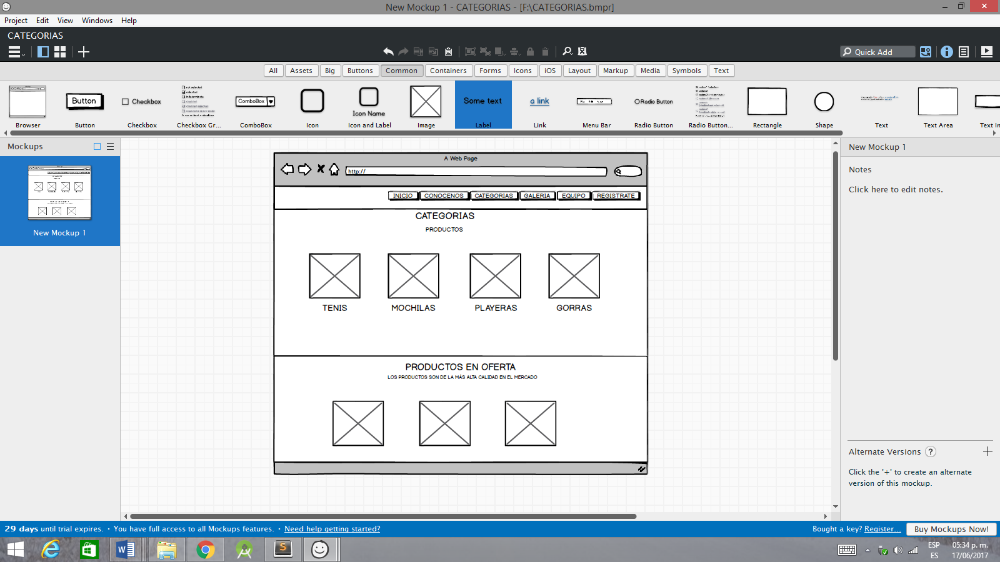 New Mockup 1 - CATEGORIAS - [F:\CATEGORIAS.bmpr]
Project Edit View Windows Help
CATEGORIAS
Quick Add
All Assets Big Buttons Common Containers Forms Icons iOS Layout Markup Media Symbols Text
Button Checkbox ComboBox Icon Name Some text a link Radio Button
Browser Button Checkbox Checkbox Gr... ComboBox Icon Icon and Label Image Label Link Menu Bar Radio Button Radio Button... Rectangle Shape Text Text Area Text In
Mockups
New Mockup 1
A Web Page
http://
INICIO CONOCENOS CATEGORIAS GALERIA EQUIPO REGISTRATE
CATEGORIAS
PRODUCTOS
TENIS MOCHILAS PLAYERAS GORRAS
PRODUCTOS EN OFERTA
LOS PRODUCTOS SON DE LA MÁS ALTA CALIDAD EN EL MERCADO
New Mockup 1
Notes
Click here to edit notes.
Alternate Versions ?
Click the '+' to create an alternate
version of this mockup.
29 days until trial expires. · You have full access to all Mockups features. · Need help getting started?
Bought a key? Register... Buy Mockups Now!
ESP
ES
05:34 p. m.
17/06/2017